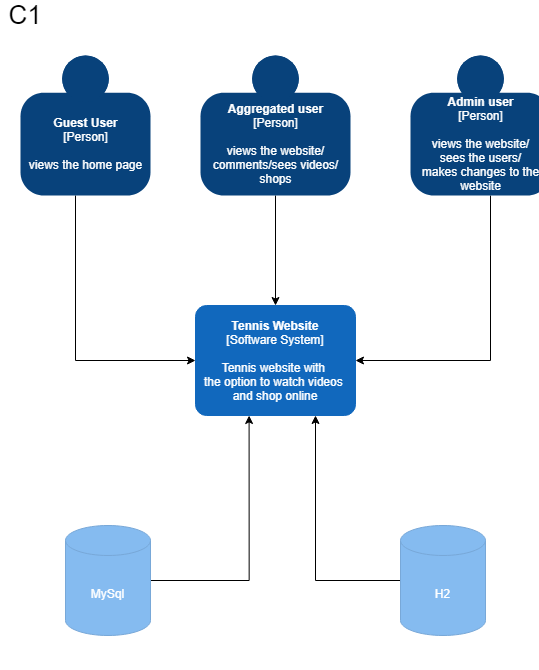 C1
Guest User
[Person]
views the home page
Aggregated user
[Person]
views the website/
comments/sees videos/
shops
Admin user
[Person]
views the website/
sees the users/
makes changes to the
website
Tennis Website
[Software System]
Tennis website with
the option to watch videos
and shop online
MySql
H2